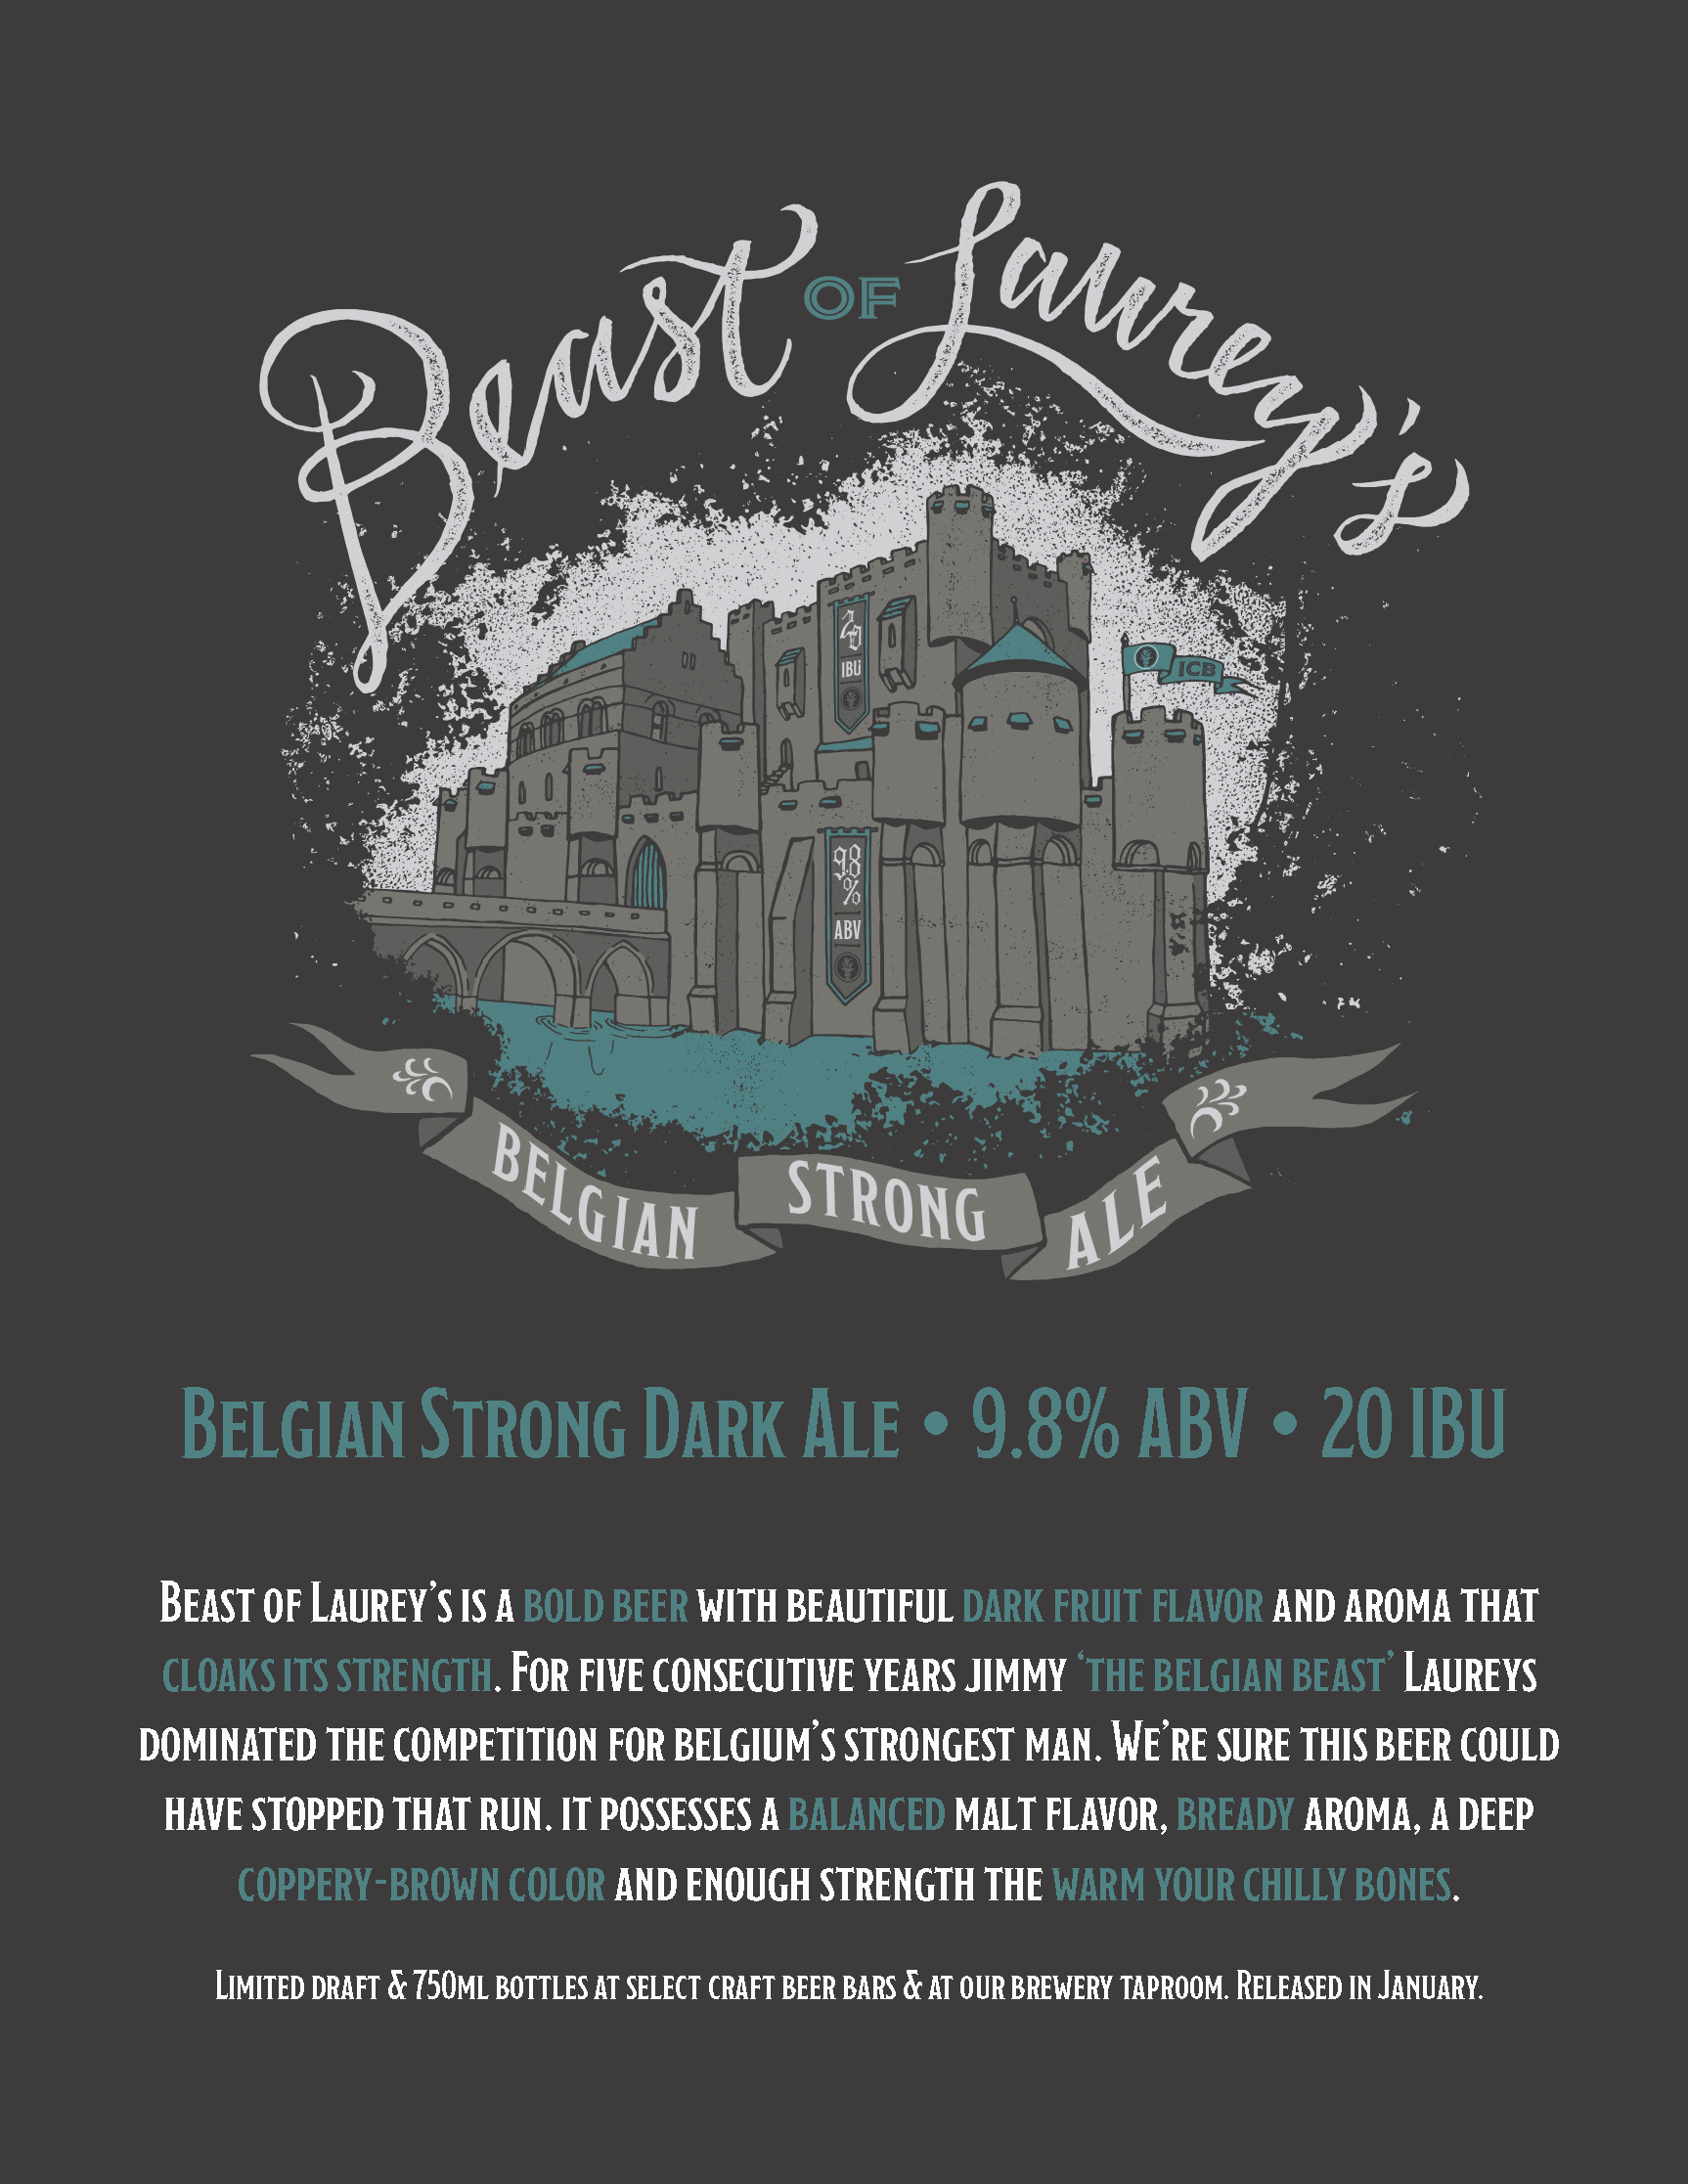 Beast OF Laurey's
20
IBU
ICB
9.8
%
ABV
BELGIAN STRONG ALE
Belgian Strong Dark Ale • 9.8% ABV • 20 IBU
Beast of Laurey's is a bold beer with beautiful dark fruit flavor and aroma that
cloaks its strength. For five consecutive years jimmy 'the belgian beast' Laureys
dominated the competition for belgium's strongest man. We're sure this beer could
have stopped that run. it possesses a balanced malt flavor, bready aroma, a deep
coppery-brown color and enough strength the warm your chilly bones.
Limited draft & 750ml bottles at select craft beer bars & at our brewery taproom. Released in January.